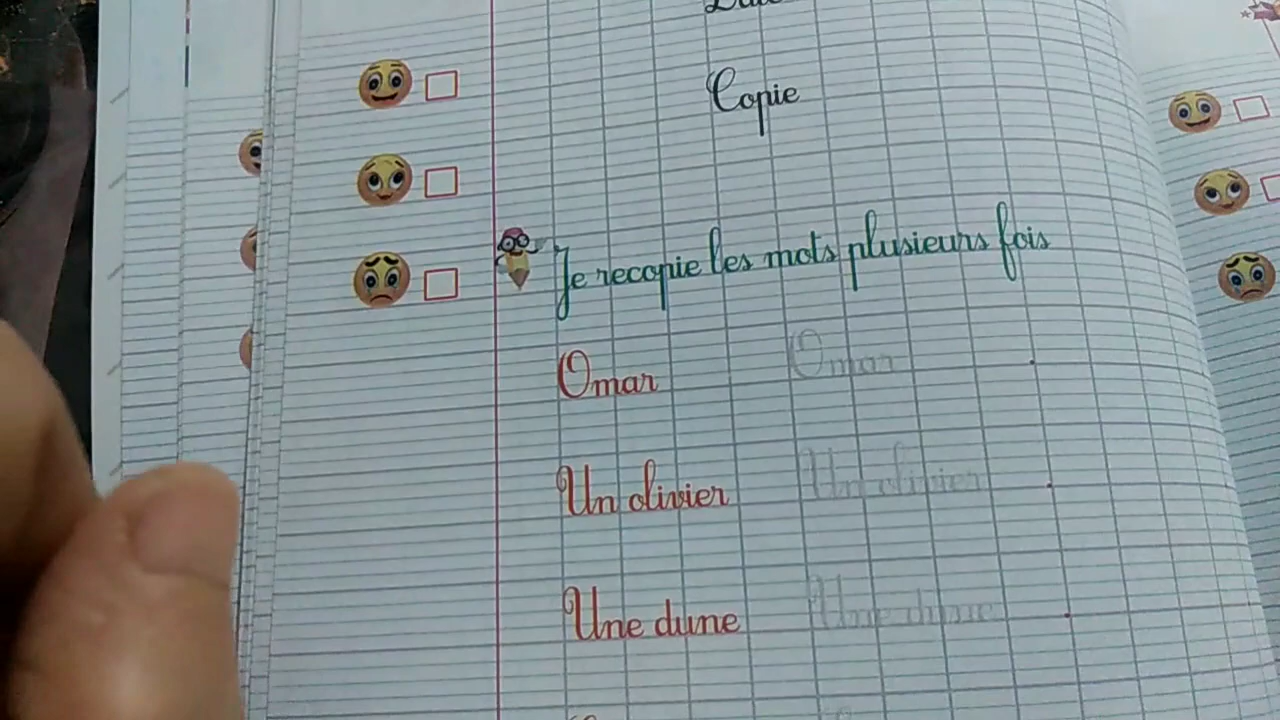 Copie
Je recopie les mots plusieurs fois
Omar Omar
Un olivier Un olivier
Une dune Une dune